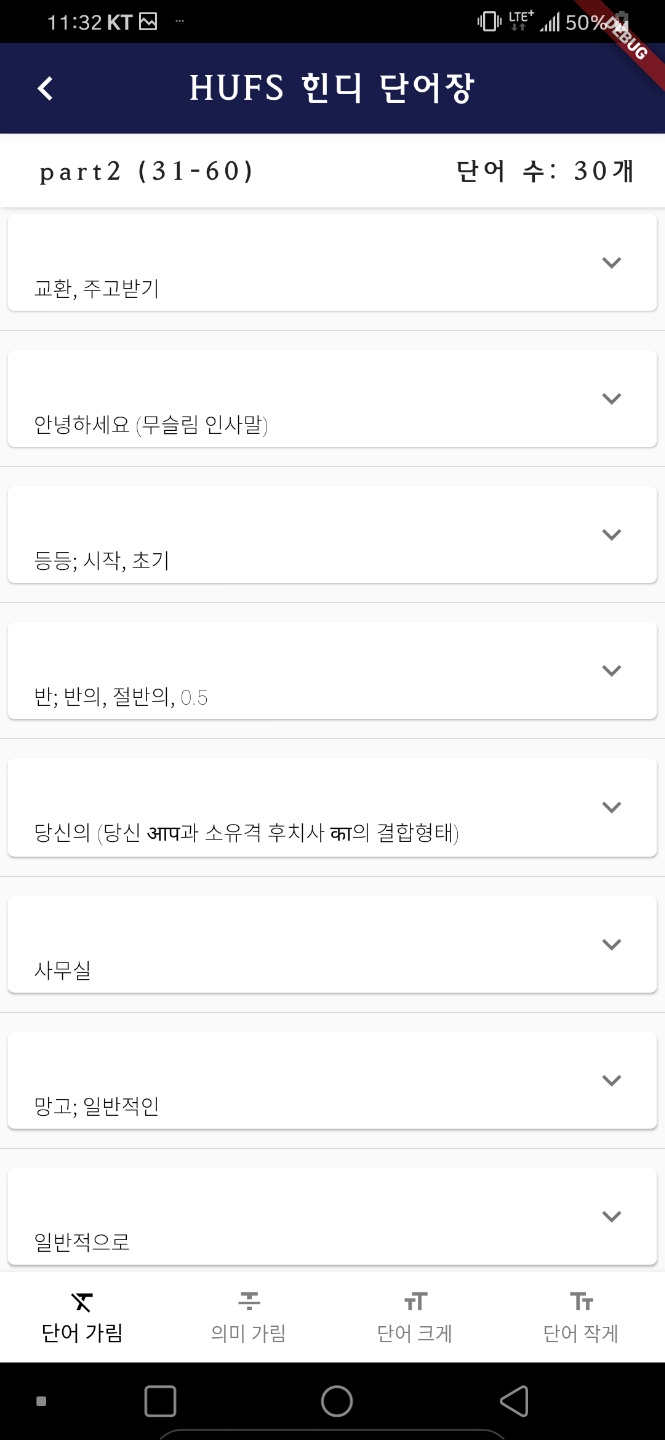 11:32 KT ... LTE+ 50%
DEBUG
HUFS 힌디 단어장
part2 (31-60) 단어 수: 30개
교환, 주고받기
안녕하세요 (무슬림 인사말)
등등; 시작, 초기
반; 반의, 절반의, 0.5
당신의 (당신 आप과 소유격 후치사 का의 결합형태)
사무실
망고; 일반적인
일반적으로
단어 가림 의미 가림 단어 크게 단어 작게